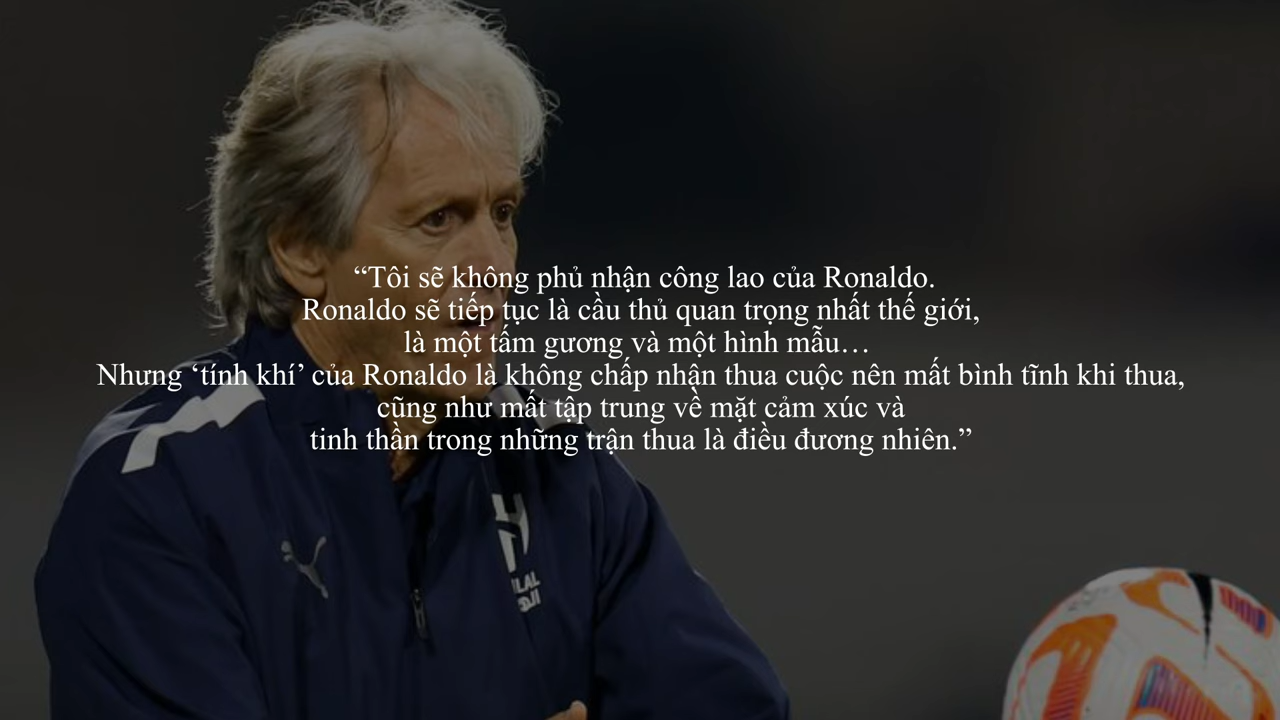 “Tôi sẽ không phủ nhận công lao của Ronaldo.
Ronaldo sẽ tiếp tục là cầu thủ quan trọng nhất thế giới,
là một tấm gương và một hình mẫu…
Nhưng ‘tính khí’ của Ronaldo là không chấp nhận thua cuộc nên mất bình tĩnh khi thua,
cũng như mất tập trung về mặt cảm xúc và
tinh thần trong những trận thua là điều đương nhiên.”